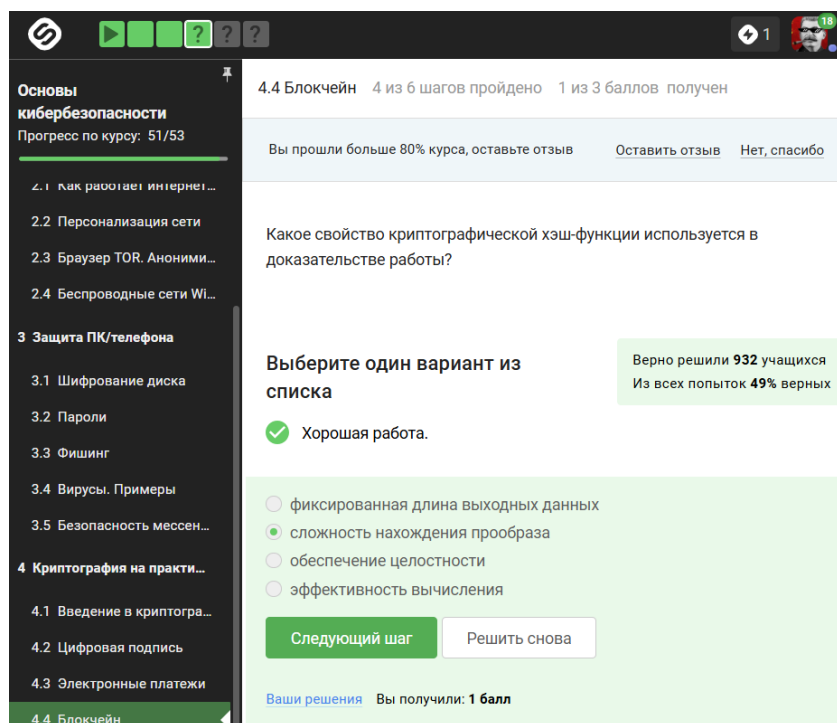 ? ? ?
1
18
Основы
кибербезопасности
Прогресс по курсу: 51/53
2.1 Как работает интернет...
2.2 Персонализация сети
2.3 Браузер TOR. Аноними...
2.4 Беспроводные сети Wi...
3 Защита ПК/телефона
3.1 Шифрование диска
3.2 Пароли
3.3 Фишинг
3.4 Вирусы. Примеры
3.5 Безопасность мессен...
4 Криптография на практи...
4.1 Введение в криптогра...
4.2 Цифровая подпись
4.3 Электронные платежи
4.4 Блокчейн
4.4 Блокчейн 4 из 6 шагов пройдено 1 из 3 баллов получен
Вы прошли больше 80% курса, оставьте отзыв Оставить отзыв Нет, спасибо
Какое свойство криптографической хэш-функции используется в
доказательстве работы?
Выберите один вариант из
списка
Верно решили 932 учащихся
Из всех попыток 49% верных
Хорошая работа.
фиксированная длина выходных данных
сложность нахождения прообраза
обеспечение целостности
эффективность вычисления
Следующий шаг Решить снова
Ваши решения Вы получили: 1 балл